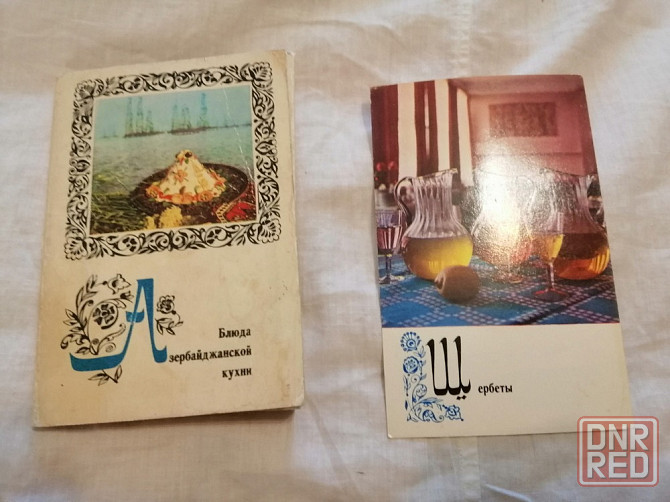 Блюда
Азербайджанской
кухни
Щербеты
DNR
RED